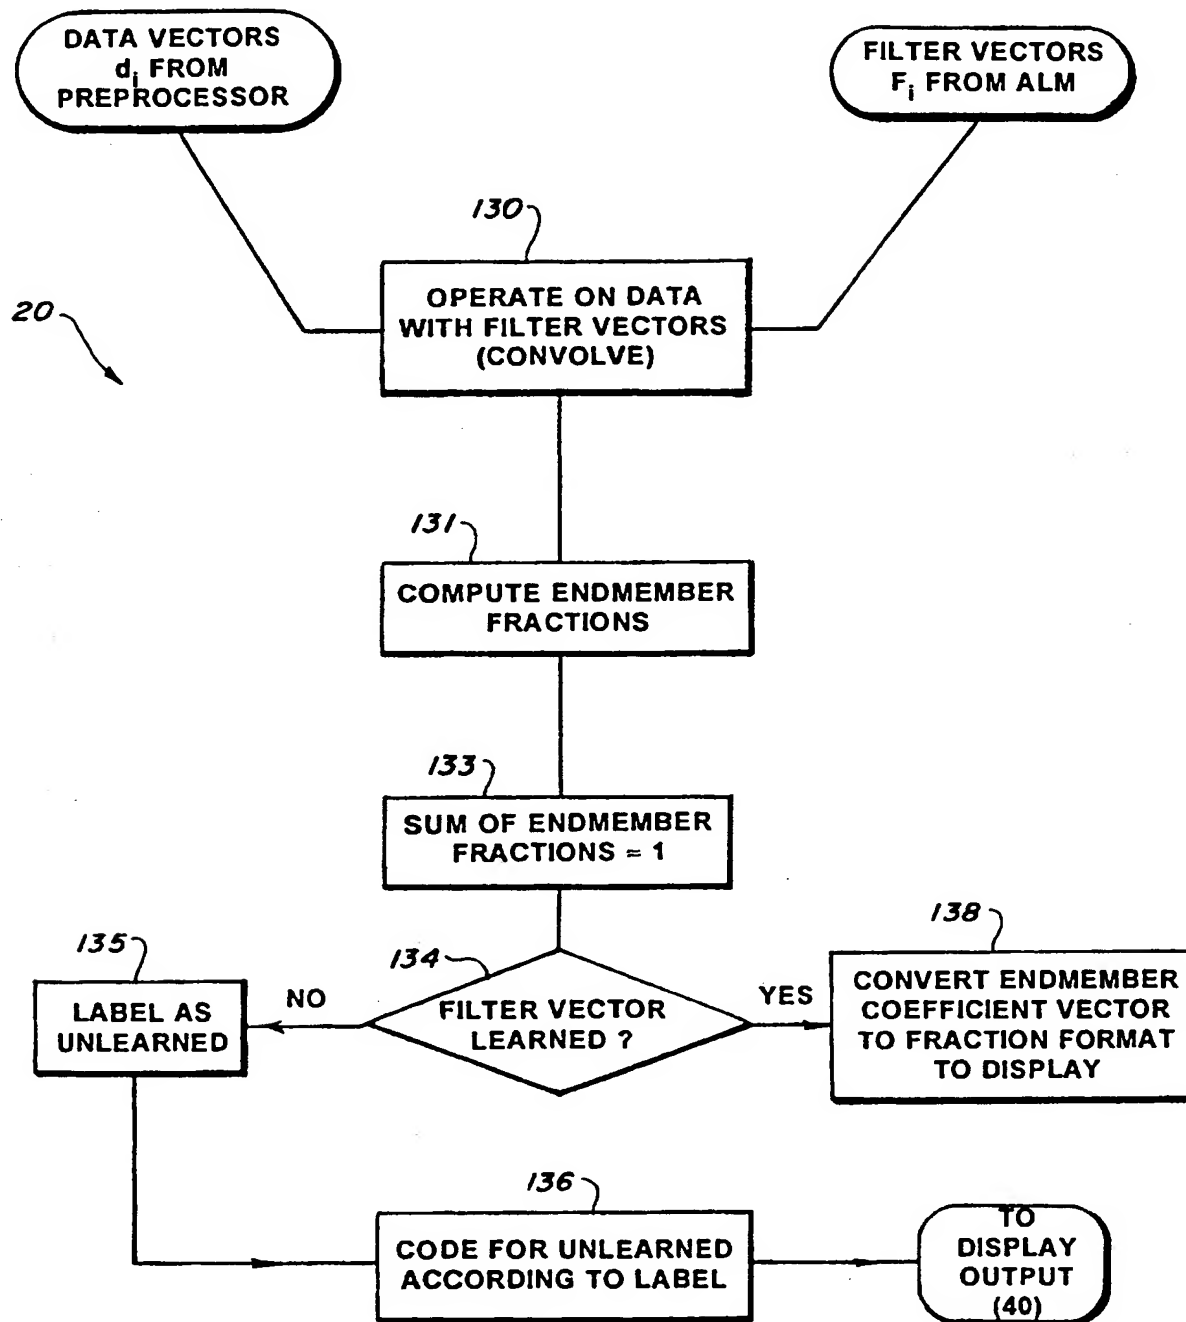 DATA VECTORS
di FROM
PREPROCESSOR
FILTER VECTORS
Fi FROM ALM
130
OPERATE ON DATA
WITH FILTER VECTORS
(CONVOLVE)
20
131
COMPUTE ENDMEMBER
FRACTIONS
133
SUM OF ENDMEMBER
FRACTIONS = 1
134
FILTER VECTOR
LEARNED ?
NO
YES
135
LABEL AS
UNLEARNED
138
CONVERT ENDMEMBER
COEFFICIENT VECTOR
TO FRACTION FORMAT
TO DISPLAY
136
CODE FOR UNLEARNED
ACCORDING TO LABEL
TO
DISPLAY
OUTPUT
(40)